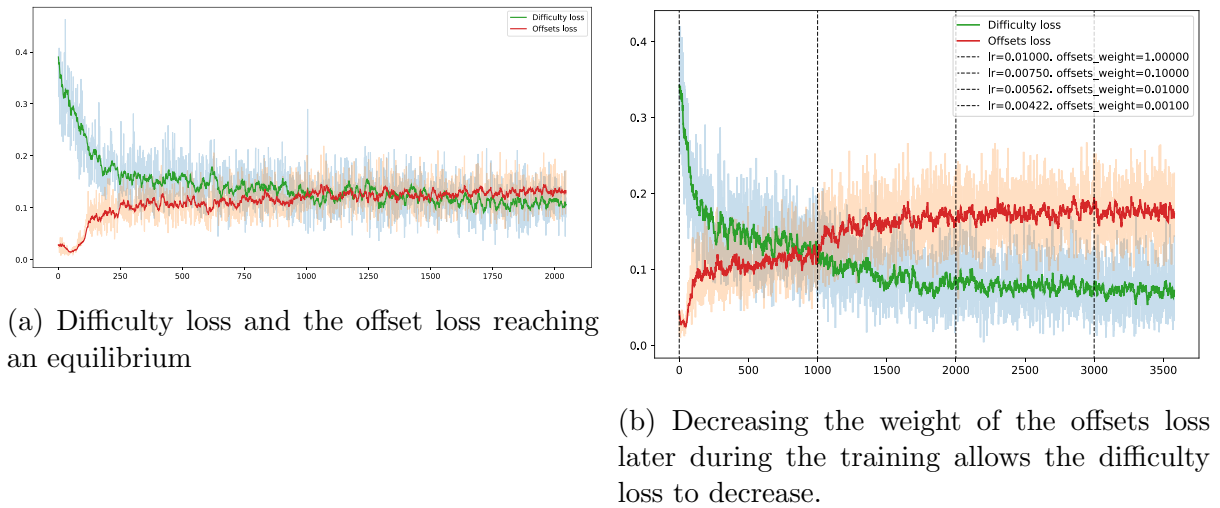 Difficulty loss
Offsets loss
0.4
0.3
0.2
0.1
0.0
0
250
500
750
1000
1250
1500
1750
2000
(a) Difficulty loss and the offset loss reaching
an equilibrium
Difficulty loss
Offsets loss
lr=0.01000. offsets_weight=1.00000
lr=0.00750. offsets_weight=0.10000
lr=0.00562. offsets_weight=0.01000
lr=0.00422. offsets_weight=0.00100
0.4
0.3
0.2
0.1
0.0
0
500
1000
1500
2000
2500
3000
3500
(b) Decreasing the weight of the offsets loss
later during the training allows the difficulty
loss to decrease.